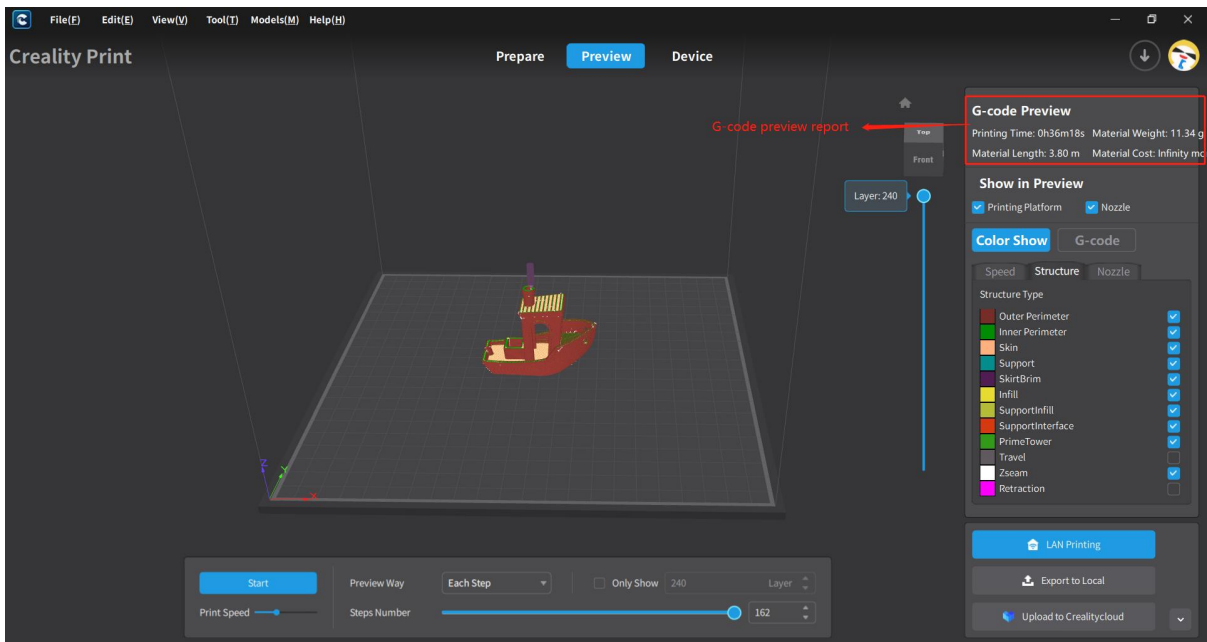 File(F) Edit(E) View(V) Tool(T) Models(M) Help(H)
Creality Print
Prepare Preview Device
G-code preview report
Top
Front
Layer: 240
G-code Preview
Printing Time: 0h36m18s Material Weight: 11.34 g
Material Length: 3.80 m Material Cost: Infinity mo
Show in Preview
Printing Platform Nozzle
Color Show G-code
Speed Structure Nozzle
Structure Type
Outer Perimeter
Inner Perimeter
Skin
Support
SkirtBrim
Infill
SupportInfill
SupportInterface
PrimeTower
Travel
Zseam
Retraction
Z
Y
X
LAN Printing
Export to Local
Upload to Crealitycloud
Start Preview Way Each Step Only Show 240 Layer
Print Speed Steps Number 162